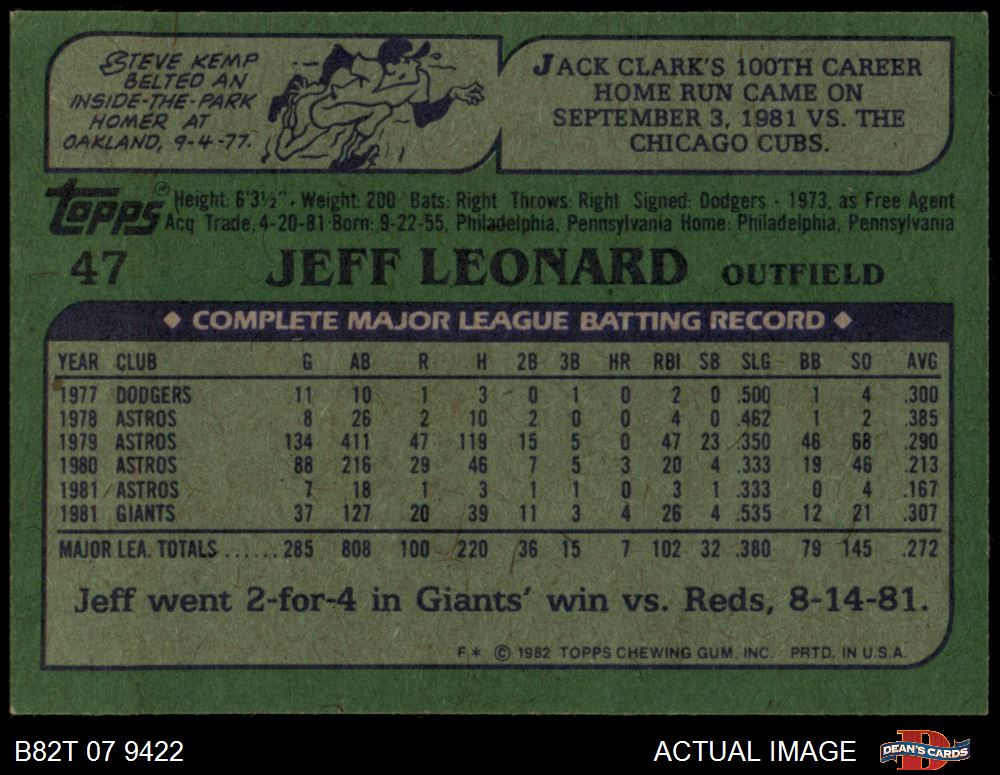 STEVE KEMP
BELTED AN
INSIDE-THE-PARK
HOMER AT
OAKLAND, 9-4-77.
JACK CLARK'S 100TH CAREER
HOME RUN CAME ON
SEPTEMBER 3, 1981 VS. THE
CHICAGO CUBS.
Topps®
Height: 6'3½" · Weight: 200 Bats: Right Throws: Right Signed: Dodgers - 1973, as Free Agent
Acq Trade, 4-20-81 Born: 9-22-55, Philadelphia, Pennsylvania Home: Philadelphia, Pennsylvania
47 JEFF LEONARD OUTFIELD
◆ COMPLETE MAJOR LEAGUE BATTING RECORD ◆
YEAR CLUB G AB R H 2B 3B HR RBI SB SLG BB SO AVG
1977 DODGERS 11 10 1 3 0 1 0 2 0 .500 1 4 .300
1978 ASTROS 8 26 2 10 2 0 0 4 0 .462 1 2 .385
1979 ASTROS 134 411 47 119 15 5 0 47 23 .350 46 68 .290
1980 ASTROS 88 216 29 46 7 5 3 20 4 .333 19 46 .213
1981 ASTROS 7 18 1 3 1 1 0 3 1 .333 0 4 .167
1981 GIANTS 37 127 20 39 11 3 4 26 4 .535 12 21 .307
MAJOR LEA. TOTALS ...... 285 808 100 220 36 15 7 102 32 .380 79 145 .272
Jeff went 2-for-4 in Giants' win vs. Reds, 8-14-81.
F.* © 1982 TOPPS CHEWING GUM. INC. PRTD. IN U.S.A.
B82T 07 9422 ACTUAL IMAGE DEAN'S CARDS